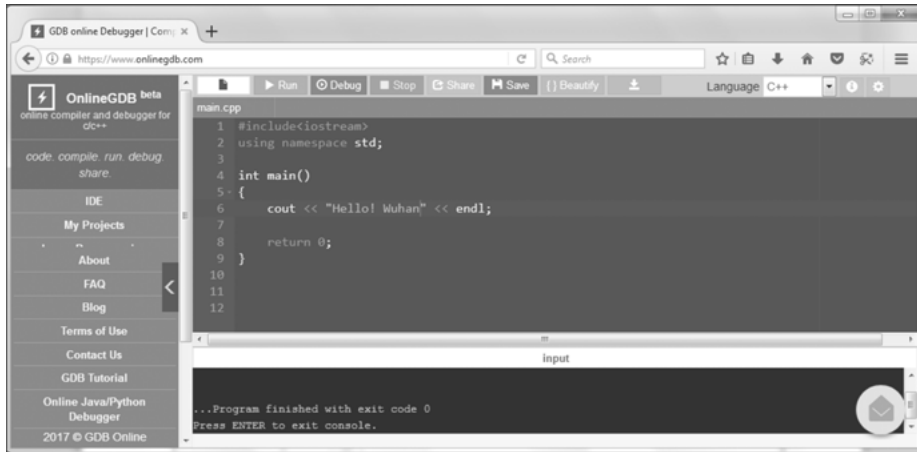 GDB online Debugger | Com
https://www.onlinegdb.com
Search
OnlineGDB beta
online compiler and debugger for
c/c++
code. compile. run. debug.
share.
IDE
My Projects
About
FAQ
Blog
Terms of Use
Contact Us
GDB Tutorial
Online Java/Python
Debugger
2017 © GDB Online
Run
Debug
Stop
Share
Save
{ } Beautify
Language C++
main.cpp
1 #include<iostream>
2 using namespace std;
3
4 int main()
5 {
6 cout << "Hello! Wuhan" << endl;
7
8 return 0;
9 }
10
11
12
input
...Program finished with exit code 0
Press ENTER to exit console.